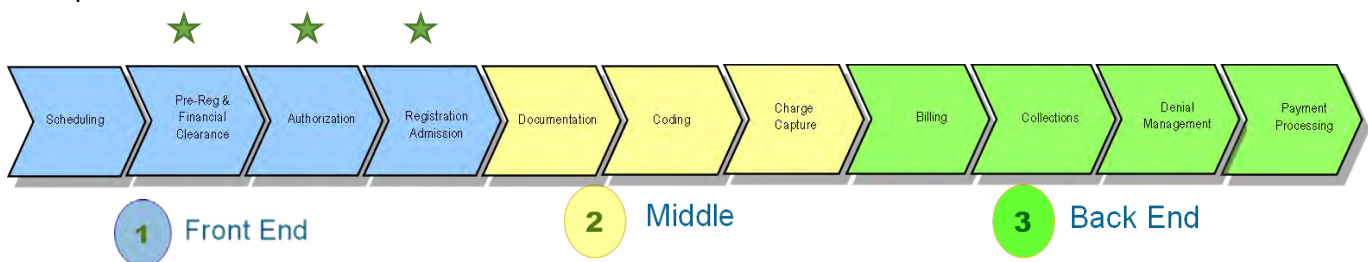 Scheduling
Pre-Reg &
Financial
Clearance
Authorization
Registration
Admission
Documentation
Coding
Charge
Capture
Billing
Collections
Denial
Management
Payment
Processing
1 Front End
2 Middle
3 Back End